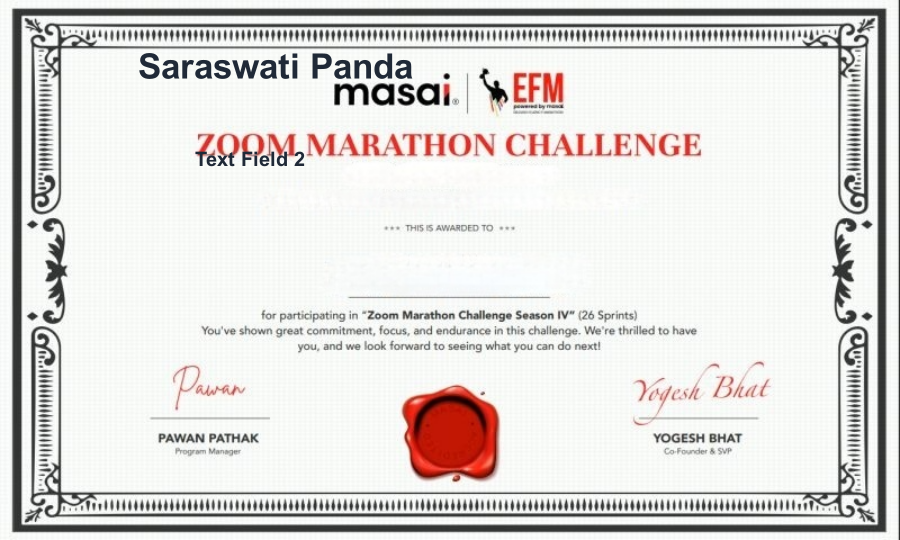 Saraswati Panda
masai®
EFM
powered by masai
ZOOM MARATHON CHALLENGE
Text Field 2
*** THIS IS AWARDED TO ***
for participating in “Zoom Marathon Challenge Season IV” (26 Sprints)
You've shown great commitment, focus, and endurance in this challenge. We're thrilled to have
you, and we look forward to seeing what you can do next!
Pawan
Yogesh Bhat
PAWAN PATHAK
YOGESH BHAT
Program Manager
Co-Founder & SVP